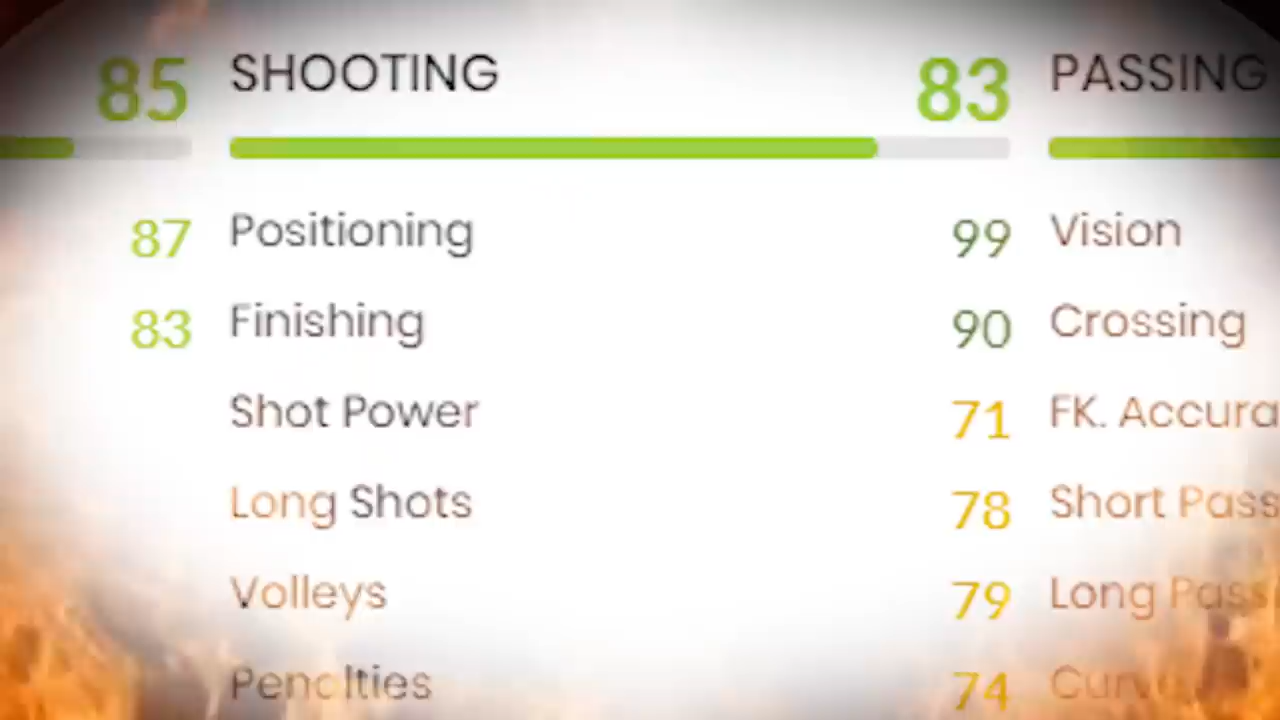 85 SHOOTING 83 PASSING
87 Positioning 99 Vision
83 Finishing 90 Crossing
Shot Power 71 FK. Accura
Long Shots 78 Short Pass
Volleys 79 Long Pass
Penalties 74 Curve